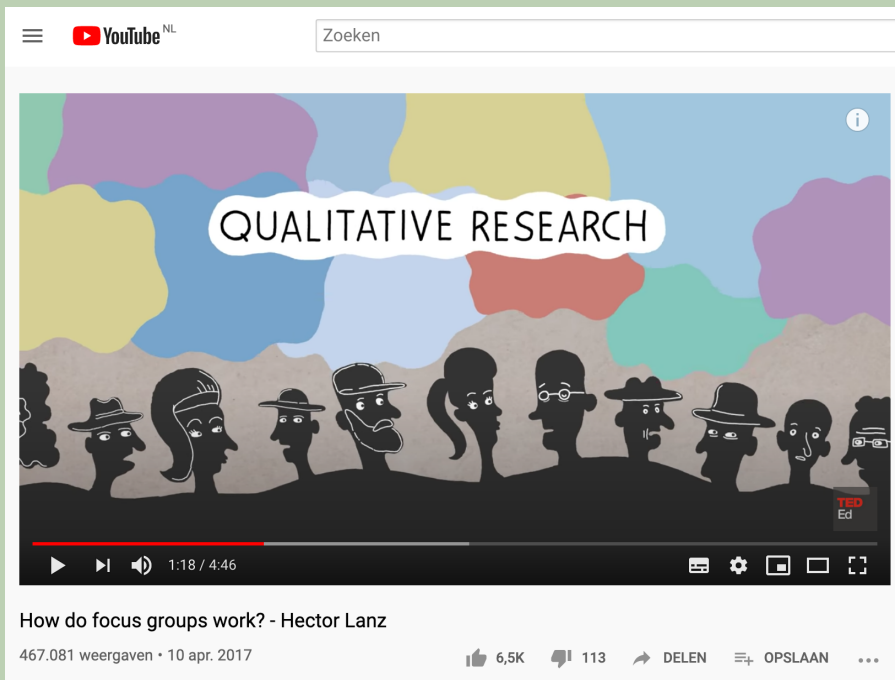 YouTube NL
Zoeken
i
QUALITATIVE RESEARCH
TED
Ed
1:18 / 4:46
How do focus groups work? - Hector Lanz
467.081 weergaven • 10 apr. 2017
6,5K 113 DELEN OPSLAAN